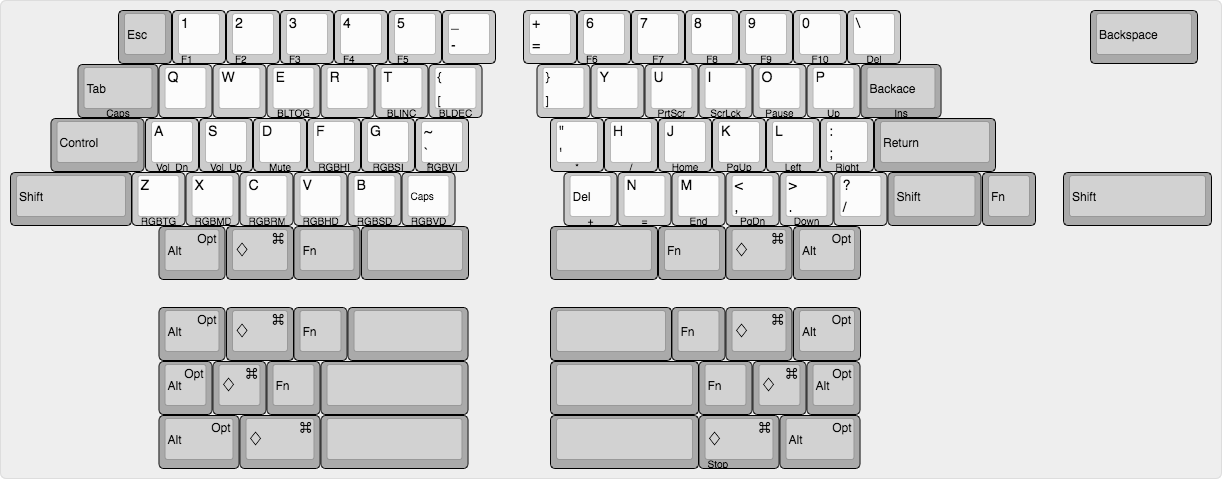 Esc 1 2 3 4 5 _ + 6 7 8 9 0 \ Backspace
- =
F1 F2 F3 F4 F5 F6 F7 F8 F9 F10 Del
Tab Q W E R T { } Y U I O P Backace
[ ]
Caps BLTOG BLINC BLDEC PrtScr ScrLck Pause Up Ins
Control A S D F G ~ " H J K L : Return
` ' ;
Vol_Dn Vol_Up Mute RGBHI RGBSI RGBVI * / Home PgUp Left Right
Shift Z X C V B Caps Del N M < > ? Shift Fn Shift
, . /
RGBTG RGBMD RGBRM RGBHD RGBSD RGBVD + = End PgDn Down
Opt ⌘ ⌘ Opt
Alt ◇ Fn Fn ◇ Alt
Opt ⌘ ⌘ Opt
Alt ◇ Fn Fn ◇ Alt
Opt ⌘ ⌘ Opt
Alt ◇ Fn Fn ◇ Alt
Opt ⌘ ⌘ Opt
Alt ◇ ◇ Alt
Stop